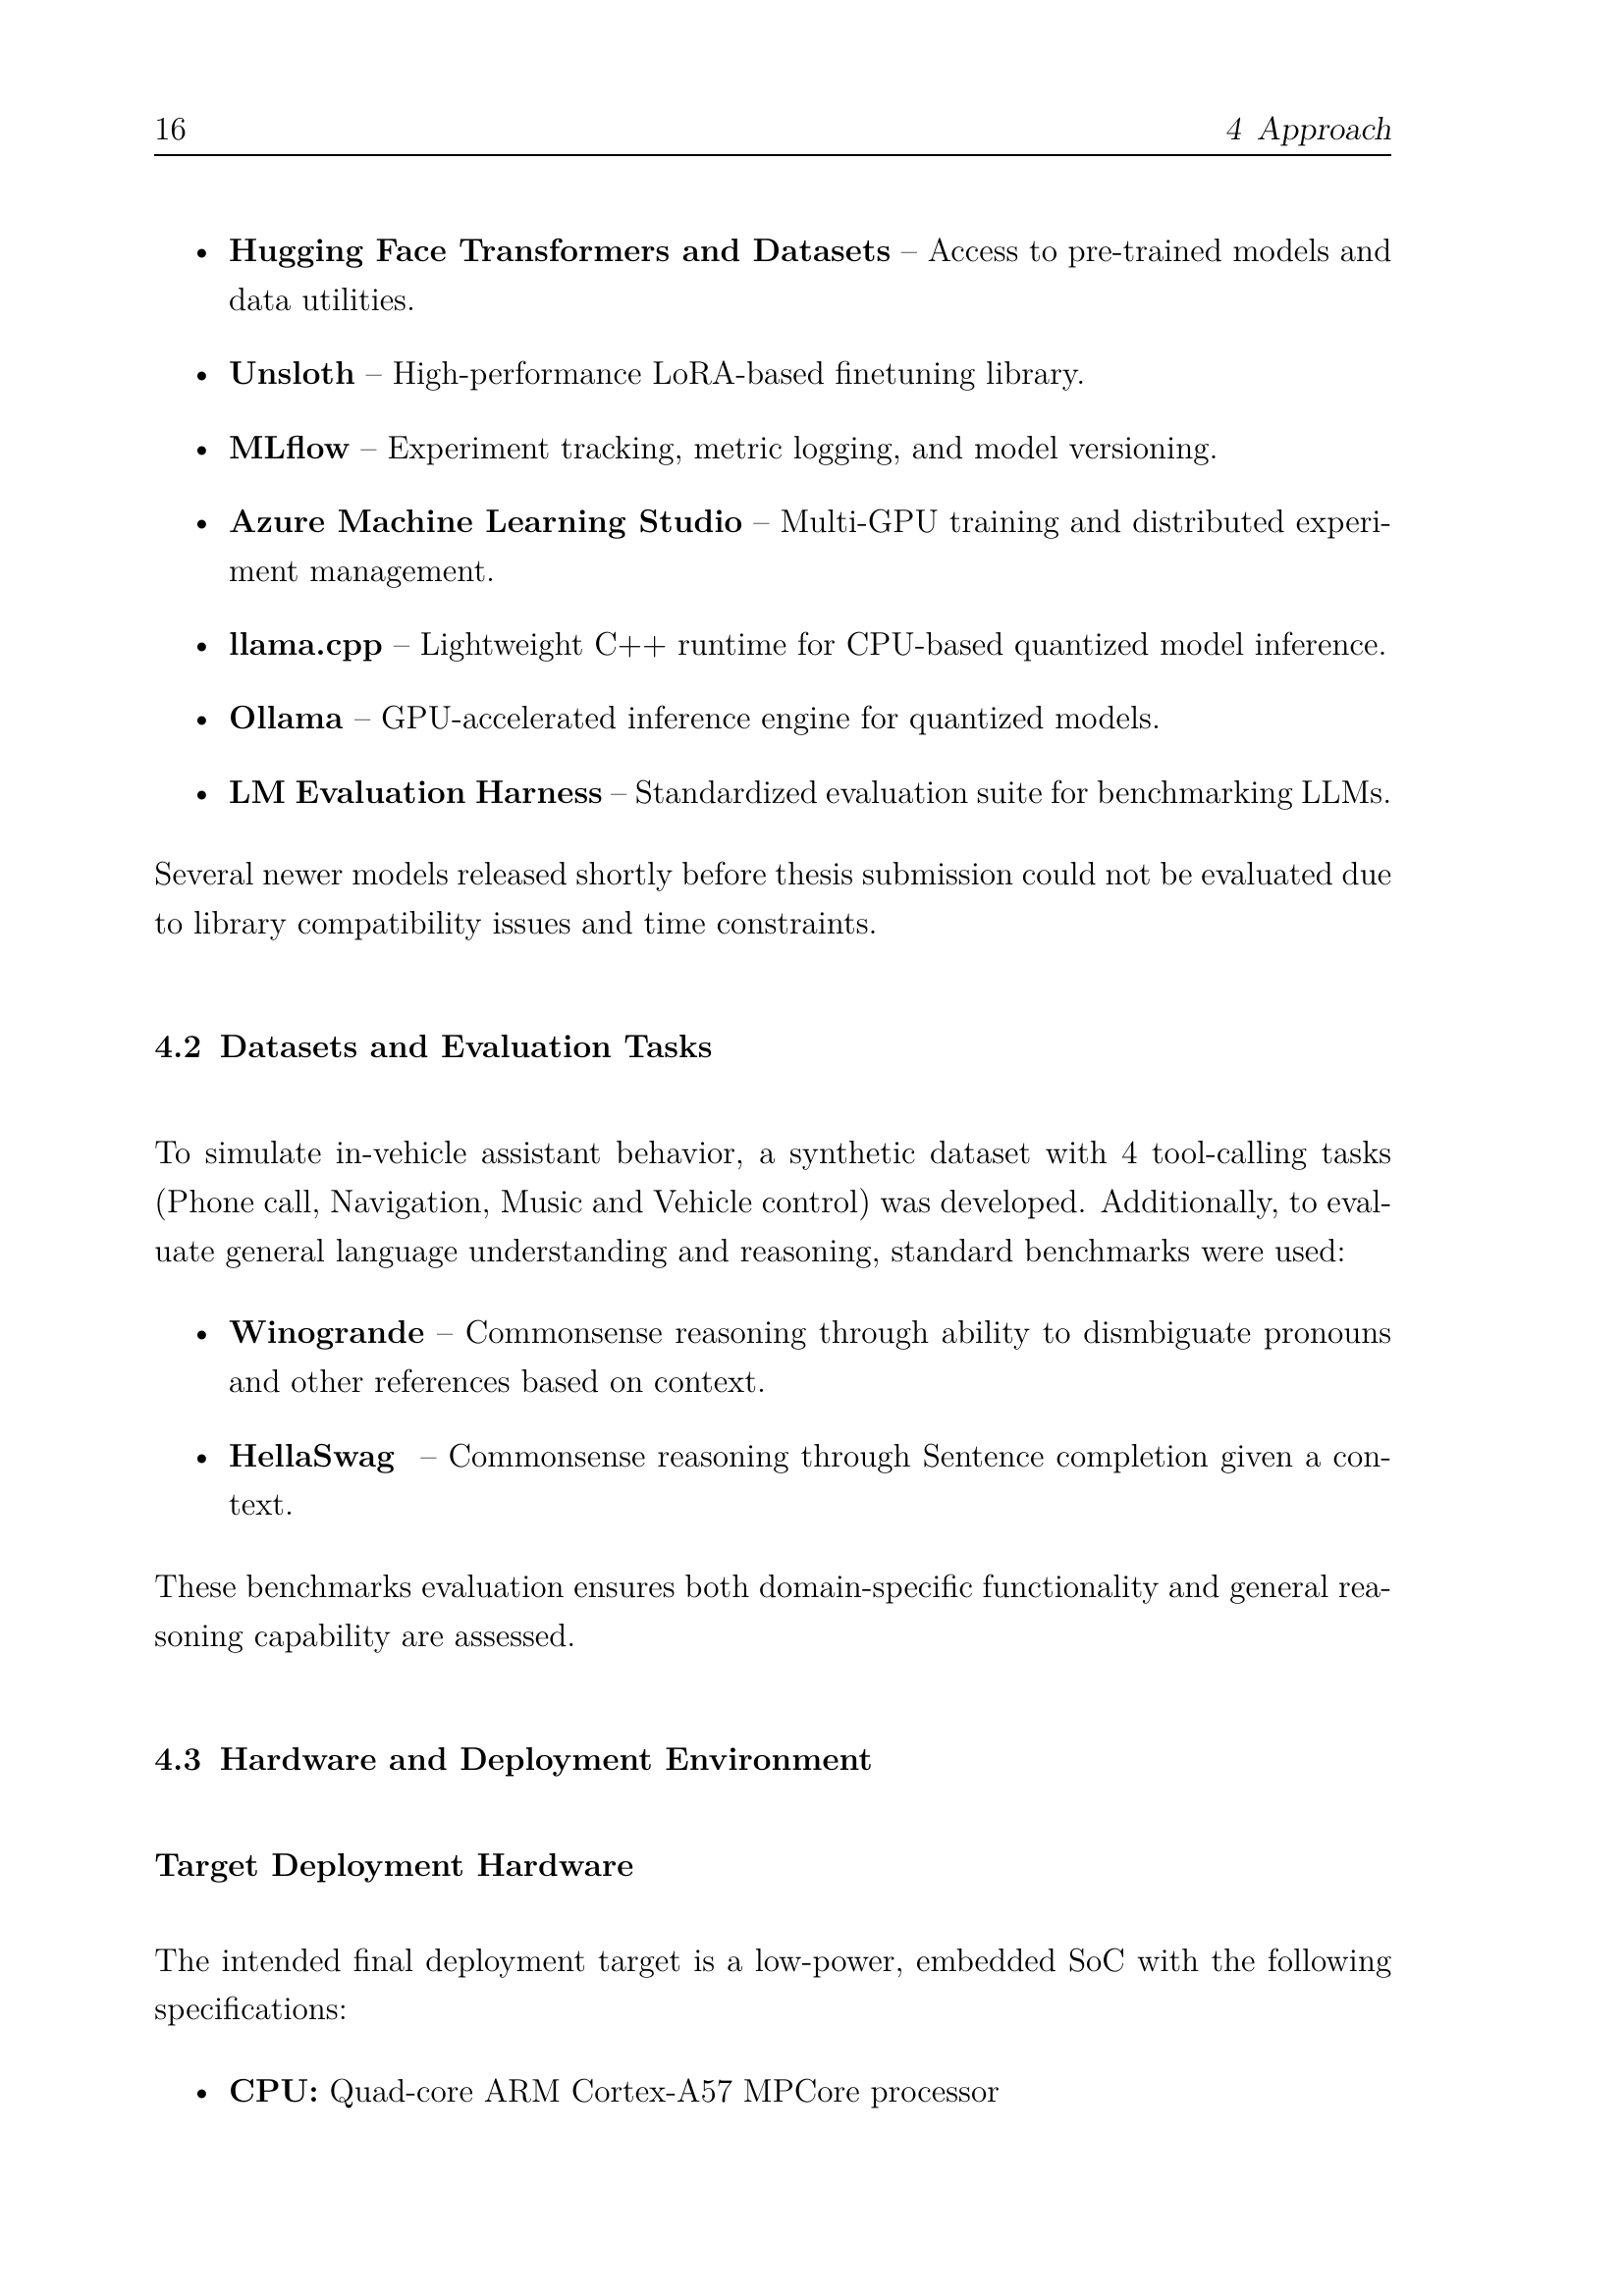 16 4 Approach
• Hugging Face Transformers and Datasets – Access to pre-trained models and
data utilities.
• Unsloth – High-performance LoRA-based finetuning library.
• MLflow – Experiment tracking, metric logging, and model versioning.
• Azure Machine Learning Studio – Multi-GPU training and distributed experi-
ment management.
• llama.cpp – Lightweight C++ runtime for CPU-based quantized model inference.
• Ollama – GPU-accelerated inference engine for quantized models.
• LM Evaluation Harness – Standardized evaluation suite for benchmarking LLMs.
Several newer models released shortly before thesis submission could not be evaluated due
to library compatibility issues and time constraints.
4.2 Datasets and Evaluation Tasks
To simulate in-vehicle assistant behavior, a synthetic dataset with 4 tool-calling tasks
(Phone call, Navigation, Music and Vehicle control) was developed. Additionally, to eval-
uate general language understanding and reasoning, standard benchmarks were used:
• Winogrande – Commonsense reasoning through ability to dismbiguate pronouns
and other references based on context.
• HellaSwag – Commonsense reasoning through Sentence completion given a con-
text.
These benchmarks evaluation ensures both domain-specific functionality and general rea-
soning capability are assessed.
4.3 Hardware and Deployment Environment
Target Deployment Hardware
The intended final deployment target is a low-power, embedded SoC with the following
specifications:
• CPU: Quad-core ARM Cortex-A57 MPCore processor